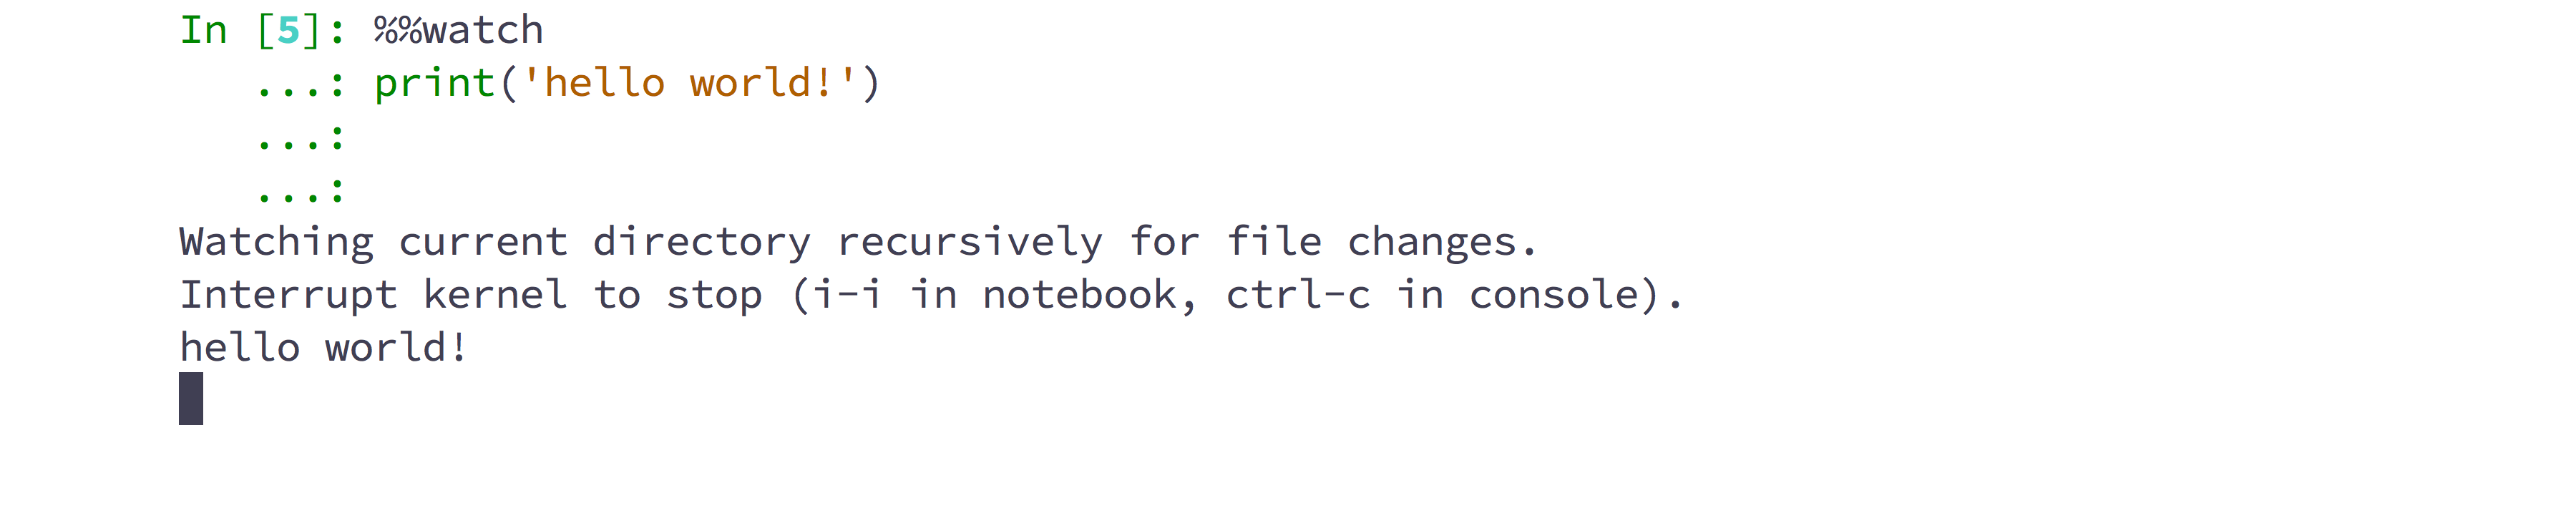 In [5]: %%watch
   ...: print('hello world!')
   ...:
   ...:
Watching current directory recursively for file changes.
Interrupt kernel to stop (i-i in notebook, ctrl-c in console).
hello world!